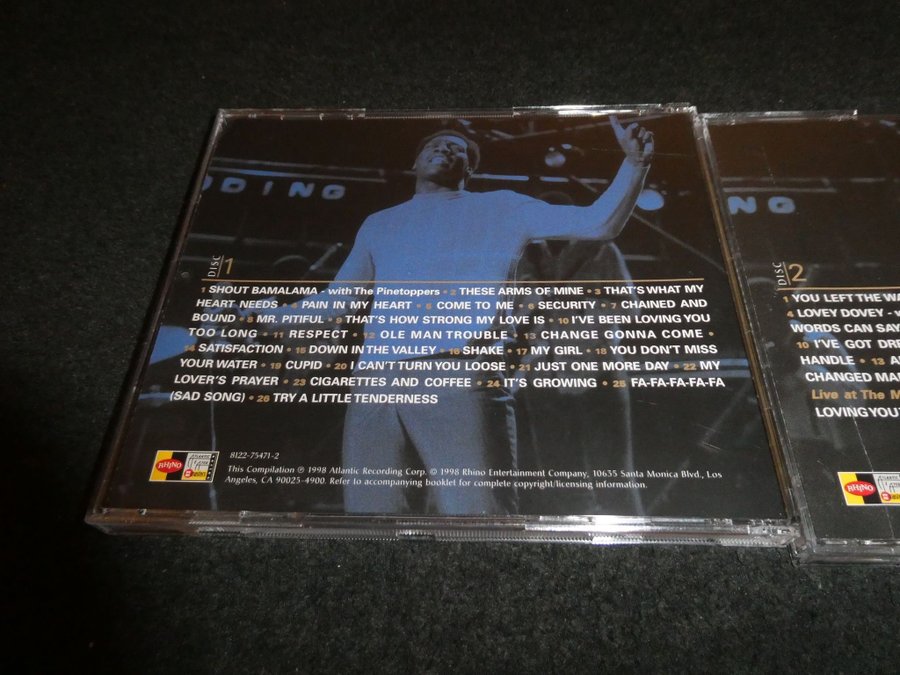 DDING
DISC 1
1 SHOUT BAMALAMA - with The Pinetoppers • 2 THESE ARMS OF MINE • 3 THAT'S WHAT MY
HEART NEEDS • 4 PAIN IN MY HEART • 5 COME TO ME • 6 SECURITY • 7 CHAINED AND
BOUND • 8 MR. PITIFUL • 9 THAT'S HOW STRONG MY LOVE IS • 10 I'VE BEEN LOVING YOU
TOO LONG • 11 RESPECT • 12 OLE MAN TROUBLE • 13 CHANGE GONNA COME •
14 SATISFACTION • 15 DOWN IN THE VALLEY • 16 SHAKE • 17 MY GIRL • 18 YOU DON'T MISS
YOUR WATER • 19 CUPID • 20 I CAN'T TURN YOU LOOSE • 21 JUST ONE MORE DAY • 22 MY
LOVER'S PRAYER • 23 CIGARETTES AND COFFEE • 24 IT'S GROWING • 25 FA-FA-FA-FA-FA
(SAD SONG) • 26 TRY A LITTLE TENDERNESS
RHINO
ATLANTIC
8122-75471-2
This Compilation ℗ 1998 Atlantic Recording Corp. © 1998 Rhino Entertainment Company, 10635 Santa Monica Blvd., Los
Angeles, CA 90025-4900. Refer to accompanying booklet for complete copyright/licensing information.
NG
DISC 2
1 YOU LEFT THE WA
4 LOVEY DOVEY - w
WORDS CAN SAY
10 I'VE GOT DRE
HANDLE • 13 A
CHANGED MA
Live at The M
LOVING YOU
RHINO